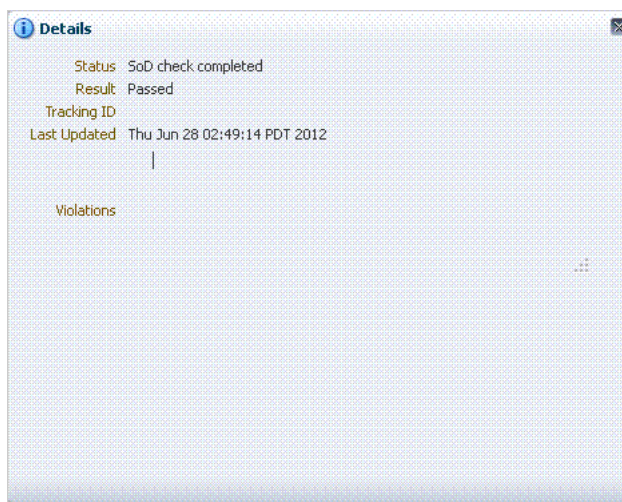 Details
Status SoD check completed
Result Passed
Tracking ID
Last Updated Thu Jun 28 02:49:14 PDT 2012
Violations